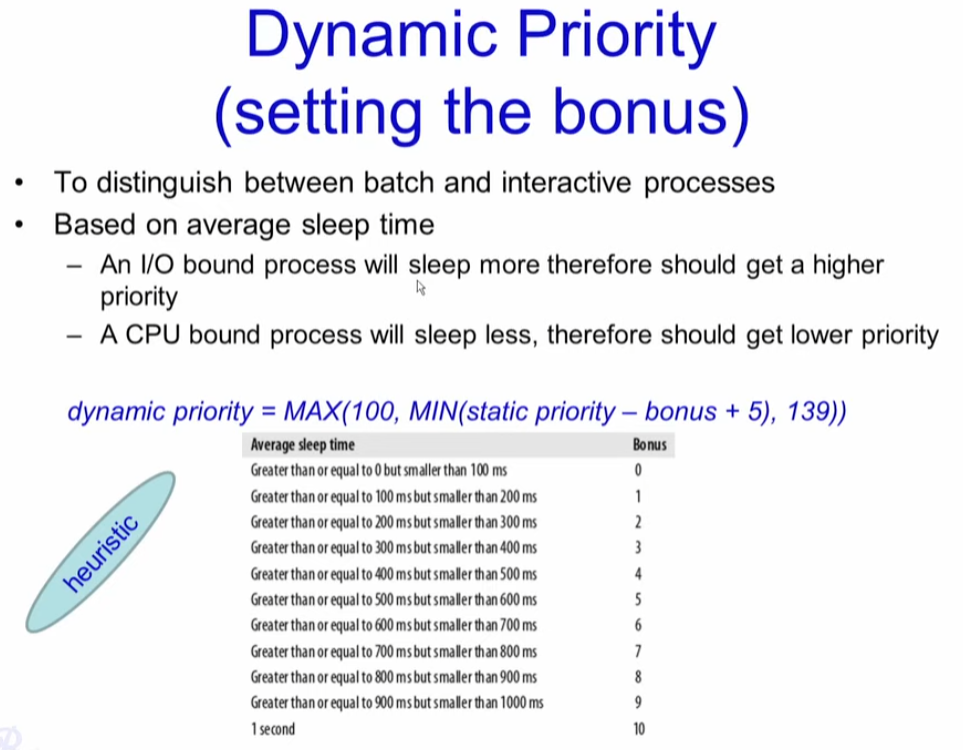 Dynamic Priority
(setting the bonus)
• To distinguish between batch and interactive processes
• Based on average sleep time
– An I/O bound process will sleep more therefore should get a higher
priority
– A CPU bound process will sleep less, therefore should get lower priority
dynamic priority = MAX(100, MIN(static priority – bonus + 5), 139))
Average sleep time Bonus
Greater than or equal to 0 but smaller than 100 ms 0
Greater than or equal to 100 ms but smaller than 200 ms 1
Greater than or equal to 200 ms but smaller than 300 ms 2
Greater than or equal to 300 ms but smaller than 400 ms 3
Greater than or equal to 400 ms but smaller than 500 ms 4
Greater than or equal to 500 ms but smaller than 600 ms 5
Greater than or equal to 600 ms but smaller than 700 ms 6
Greater than or equal to 700 ms but smaller than 800 ms 7
Greater than or equal to 800 ms but smaller than 900 ms 8
Greater than or equal to 900 ms but smaller than 1000 ms 9
1 second 10
heuristic